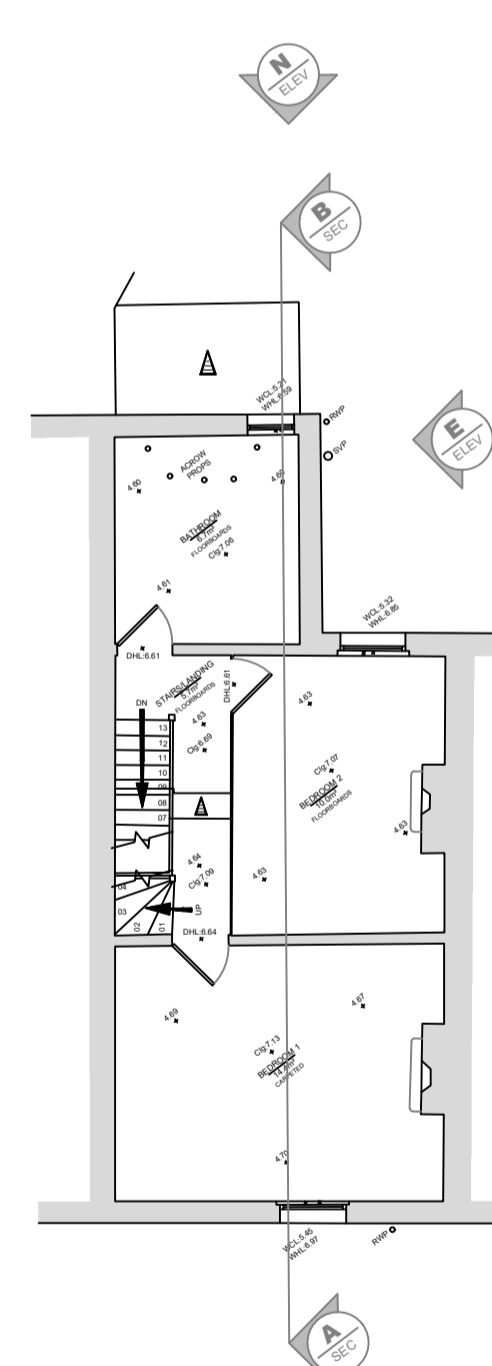 N
ELEV
B
SEC
WCL:5.21
WHL:6.59
RWP
SVP
E
ELEV
ACROW
PROPS
4.60
4.60
BATHROOM
6.7m²
FLOORBOARDS
Clg:7.06
4.61
WCL:5.32
WHL:6.85
DHL:6.61
STAIRS/LANDING
5.7m²
FLOORBOARDS
DHL:6.61
DN
4.63
4.63
Clg:6.69
13
12
11
10
09
08
07
Clg:7.07
BEDROOM 2
10.0m²
FLOORBOARDS
4.63
4.64
Clg:7.09
4.63
04
03
02
01
UP
DHL:6.64
4.69
4.67
Clg:7.13
BEDROOM 1
CARPETED
4.70
WCL:5.45
WHL:6.97
RWP
A
SEC